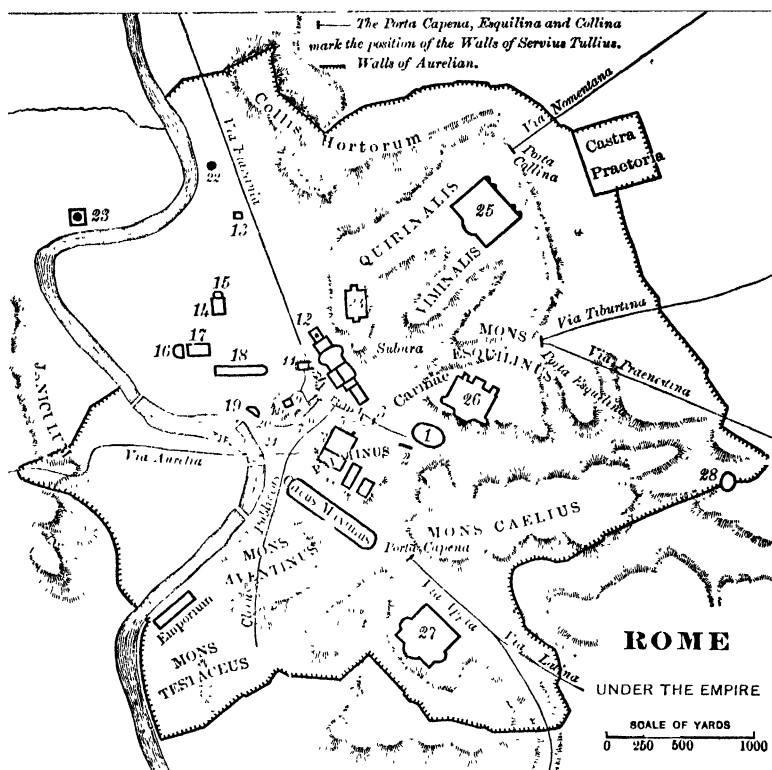 The Porta Capena, Esquilina and Collina
mark the position of the Walls of Servius Tullius.
Walls of Aurelian.
Collis
Hortorum
Via Nomentana
Porta
Collina
Castra
Praetoria
Via Flaminia
22
23
13
QUIRINALIS
25
VIMINALIS
15
14
12
Via Tiburtina
16
17
18
11
Subura
MONS
ESQUILINUS
Via Praenestina
Porta Esquilina
JANICULUM
Carinae
26
19
1
2
Via Aurelia
28
Circus Maximus
MONS CAELIUS
MONS
AVENTINUS
Porta Capena
Via Appia
Emporium
27
Via Latina
MONS
TESTACEUS
ROME
UNDER THE EMPIRE
SCALE OF YARDS
0 250 500 1000